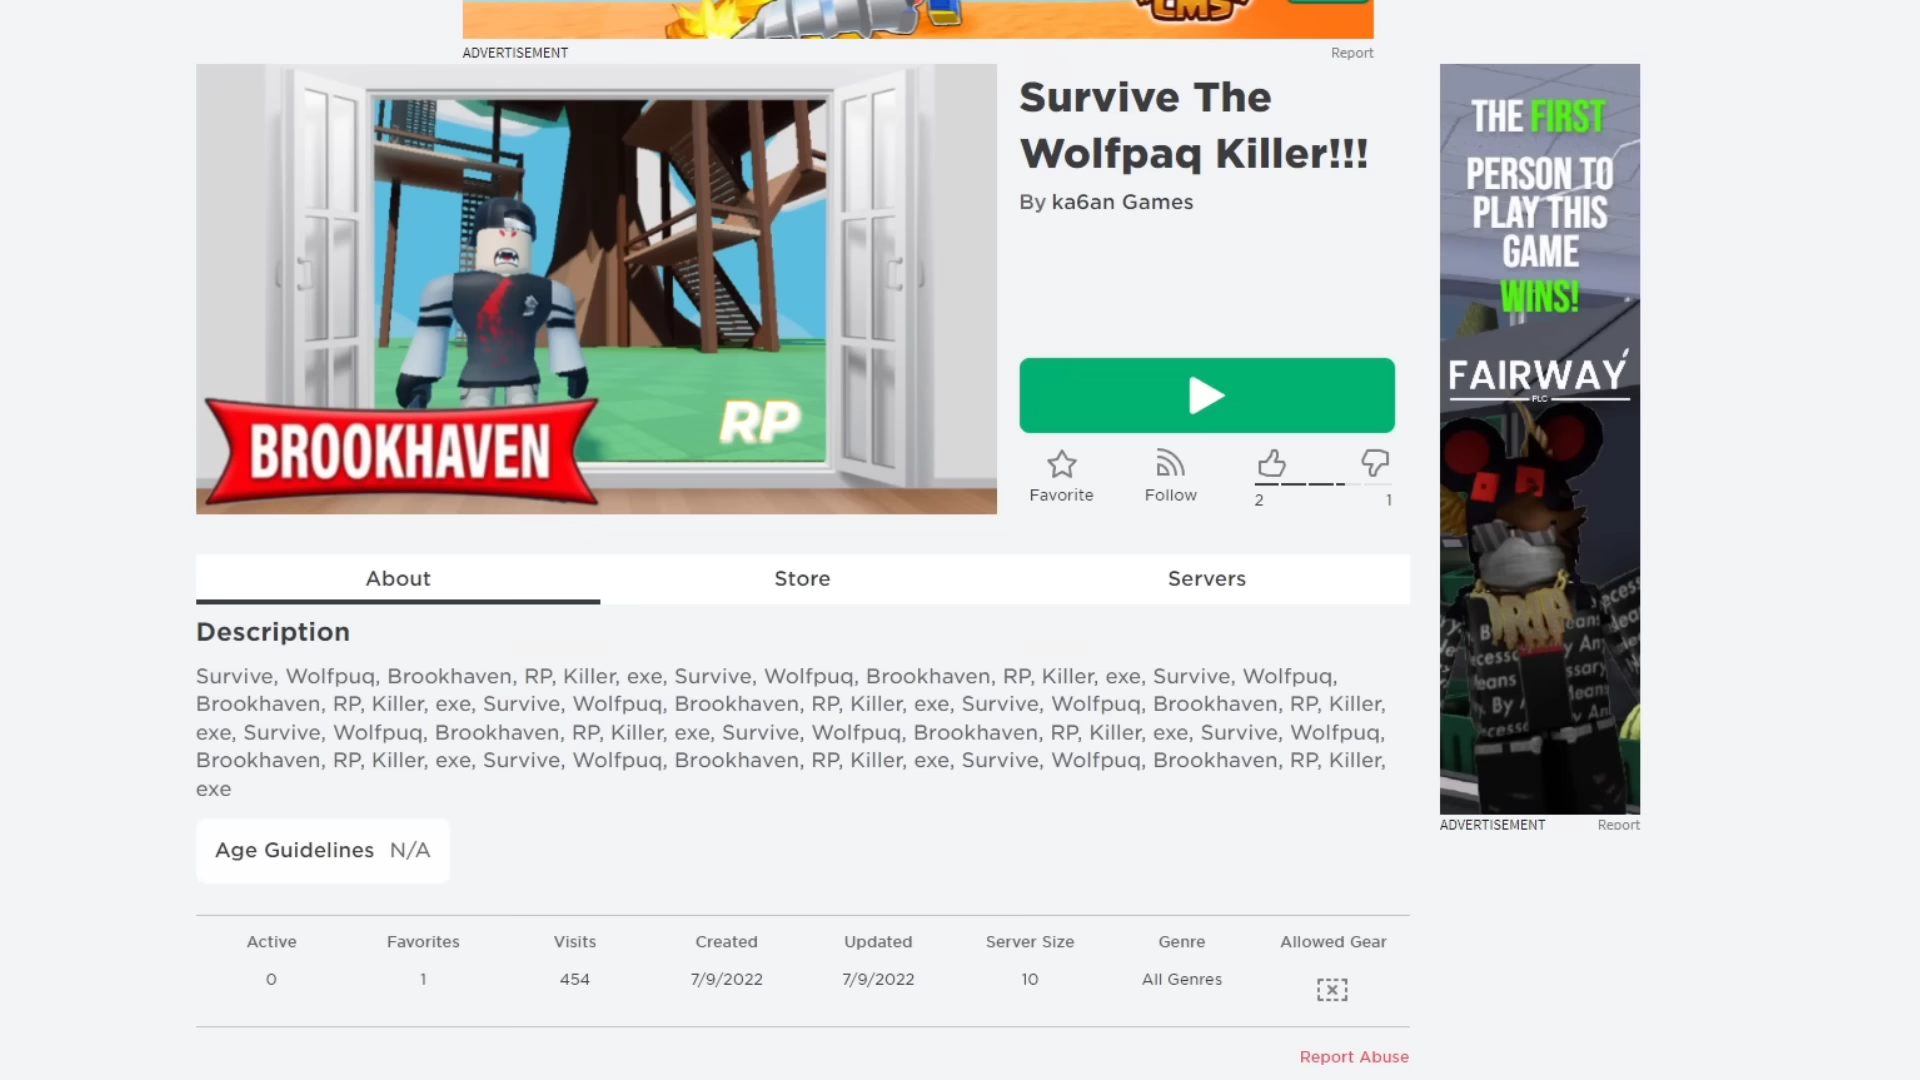 CMS
ADVERTISEMENT
Report
Survive The
Wolfpaq Killer!!!
By ka6an Games
BROOKHAVEN
RP
Favorite
Follow
2
1
THE FIRST
PERSON TO
PLAY THIS
GAME
WINS!
FAIRWAY
PLC
ADVERTISEMENT
Report
About
Store
Servers
Description
Survive, Wolfpuq, Brookhaven, RP, Killer, exe, Survive, Wolfpuq, Brookhaven, RP, Killer, exe, Survive, Wolfpuq,
Brookhaven, RP, Killer, exe, Survive, Wolfpuq, Brookhaven, RP, Killer, exe, Survive, Wolfpuq, Brookhaven, RP, Killer,
exe, Survive, Wolfpuq, Brookhaven, RP, Killer, exe, Survive, Wolfpuq, Brookhaven, RP, Killer, exe, Survive, Wolfpuq,
Brookhaven, RP, Killer, exe, Survive, Wolfpuq, Brookhaven, RP, Killer, exe, Survive, Wolfpuq, Brookhaven, RP, Killer,
exe
Age Guidelines N/A
Active Favorites Visits Created Updated Server Size Genre Allowed Gear
0 1 454 7/9/2022 7/9/2022 10 All Genres
Report Abuse